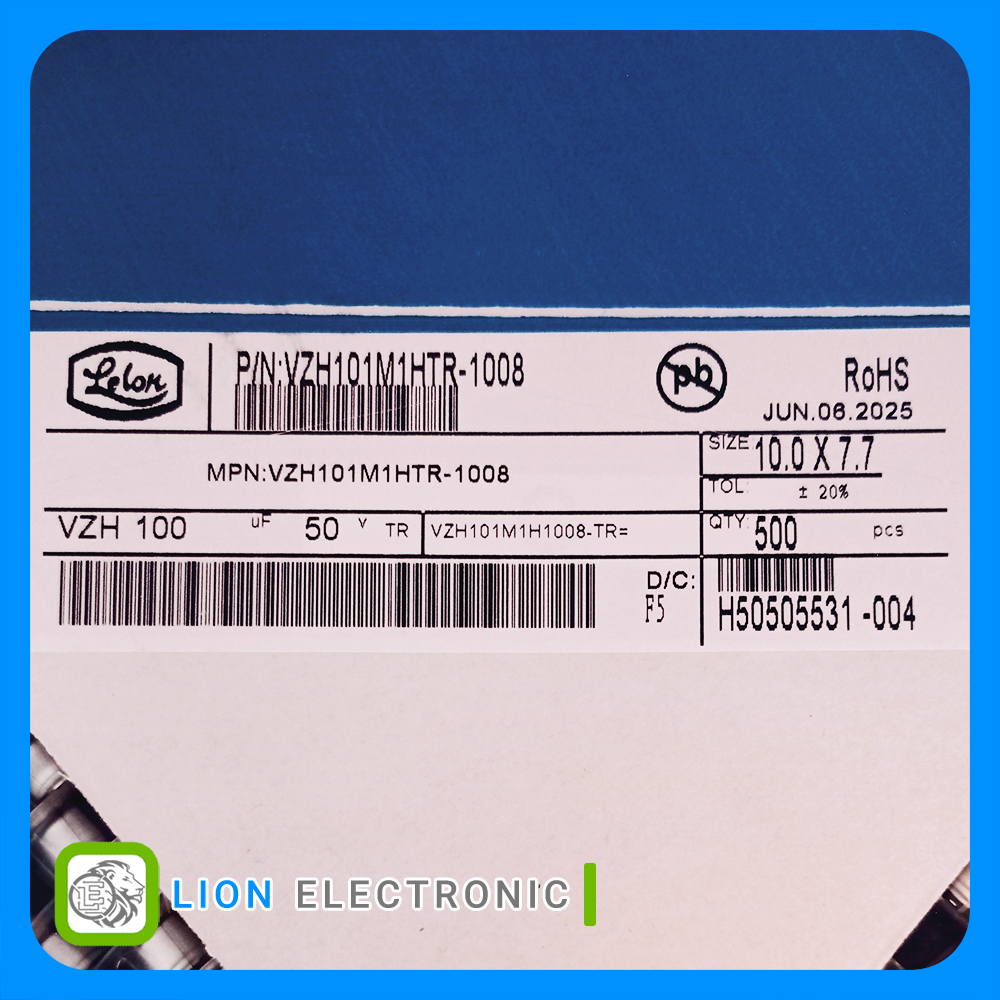 Lelon
P/N:VZH101M1HTR-1008
pb
RoHS
JUN.06.2025
MPN:VZH101M1HTR-1008
SIZE 10.0 X 7.7
TOL: ± 20%
VZH 100 uF 50 V TR
VZH101M1H1008-TR=
QTY: 500 pcs
D/C:
F5
H50505531-004
LE
LION ELECTRONIC